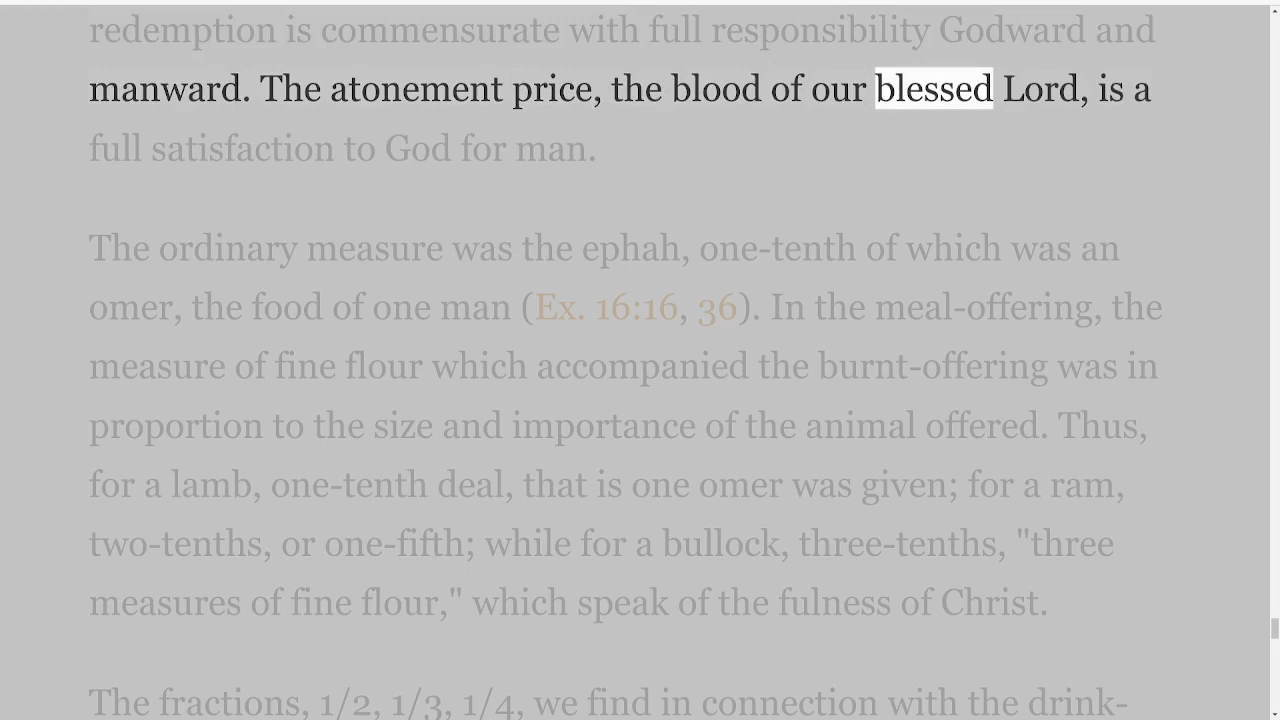 redemption is commensurate with full responsibility Godward and
manward. The atonement price, the blood of our blessed Lord, is a
full satisfaction to God for man.
The ordinary measure was the ephah, one-tenth of which was an
omer, the food of one man (Ex. 16:16, 36). In the meal-offering, the
measure of fine flour which accompanied the burnt-offering was in
proportion to the size and importance of the animal offered. Thus,
for a lamb, one-tenth deal, that is one omer was given; for a ram,
two-tenths, or one-fifth; while for a bullock, three-tenths, "three
measures of fine flour," which speak of the fulness of Christ.
The fractions, 1/2, 1/3, 1/4, we find in connection with the drink-